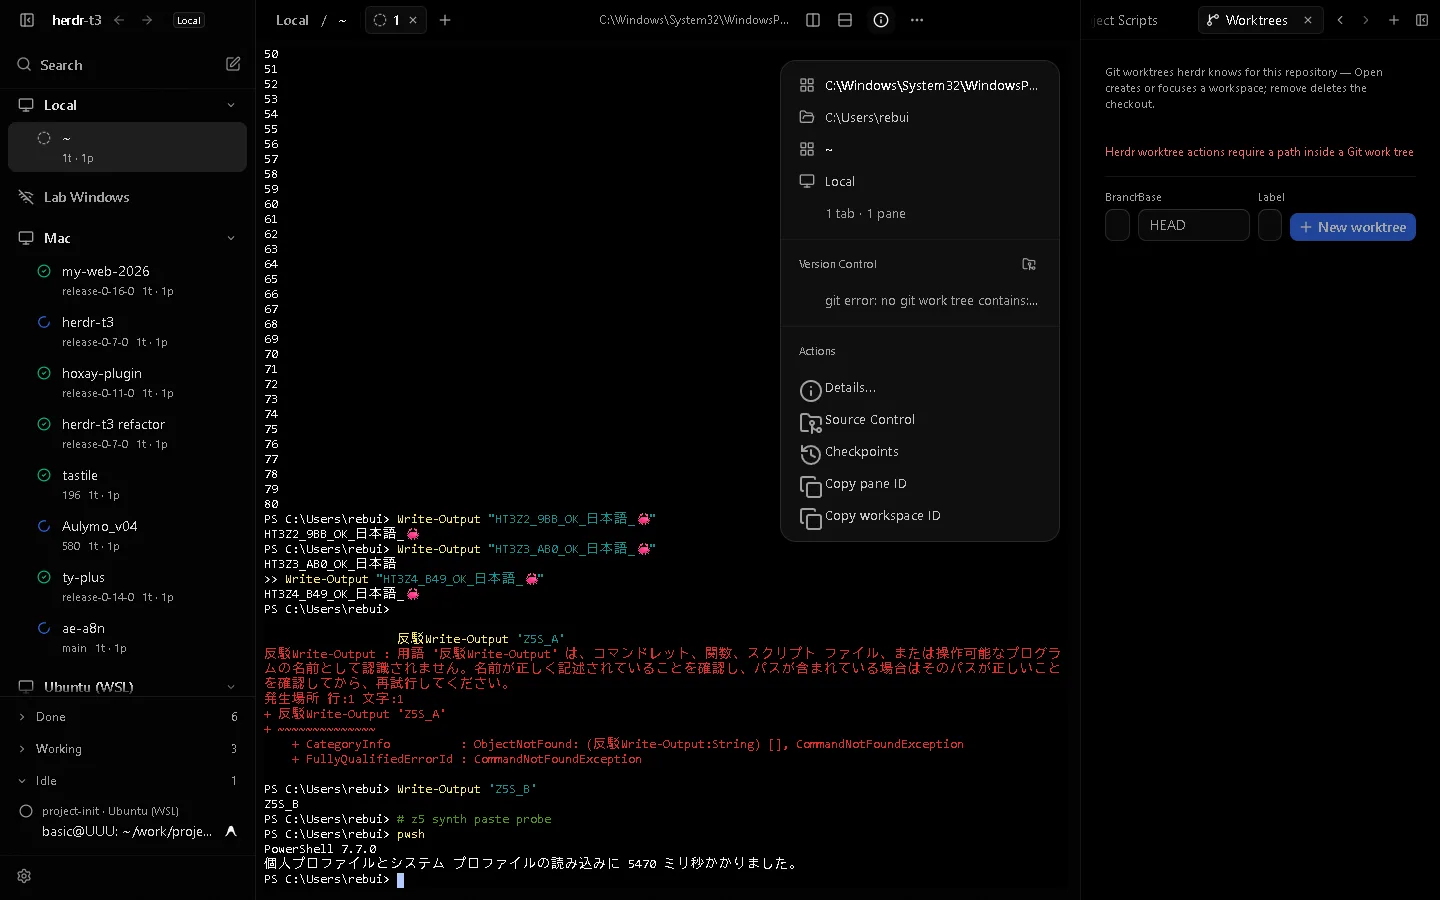 herdr-t3
Local
Search
Local
~
1t · 1p
Lab Windows
Mac
my-web-2026
release-0-16-0 1t · 1p
herdr-t3
release-0-7-0 1t · 1p
hoxay-plugin
release-0-11-0 1t · 1p
herdr-t3 refactor
release-0-7-0 1t · 1p
tastile
196 1t · 1p
Aulymo_v04
580 1t · 1p
ty-plus
release-0-14-0 1t · 1p
ae-a8n
main 1t · 1p
Ubuntu (WSL)
Done 6
Working 3
Idle 1
project-init · Ubuntu (WSL)
basic@UUU: ~/work/proje...
Local / ~
1
C:\Windows\System32\WindowsP...
50
51
52
53
54
55
56
57
58
59
60
61
62
63
64
65
66
67
68
69
70
71
72
73
74
75
76
77
78
79
80
PS C:\Users\rebui> Write-Output "HT3Z2_9BB_OK_日本語_🦀"
HT3Z2_9BB_OK_日本語_🦀
PS C:\Users\rebui> Write-Output "HT3Z3_AB0_OK_日本語_🦀"
HT3Z3_AB0_OK_日本語
>> Write-Output "HT3Z4_B49_OK_日本語_🦀"
HT3Z4_B49_OK_日本語_🦀
PS C:\Users\rebui>
反駁Write-Output 'Z5S_A'
反駁Write-Output : 用語 '反駁Write-Output' は、コマンドレット、関数、スクリプト ファイル、または操作可能なプログラ
ムの名前として認識されません。名前が正しく記述されていることを確認し、パスが含まれている場合はそのパスが正しいこと
を確認してから、再試行してください。
発生場所 行:1 文字:1
+ 反駁Write-Output 'Z5S_A'
+ ~~~~~~~~~~~~~~
+ CategoryInfo : ObjectNotFound: (反駁Write-Output:String) [], CommandNotFoundException
+ FullyQualifiedErrorId : CommandNotFoundException
PS C:\Users\rebui> Write-Output 'Z5S_B'
Z5S_B
PS C:\Users\rebui> # z5 synth paste probe
PS C:\Users\rebui> pwsh
PowerShell 7.7.0
個人プロファイルとシステム プロファイルの読み込みに 5470 ミリ秒かかりました。
PS C:\Users\rebui>
C:\Windows\System32\WindowsP...
C:\Users\rebui
~
Local
1 tab · 1 pane
Version Control
git error: no git work tree contains:...
Actions
Details...
Source Control
Checkpoints
Copy pane ID
Copy workspace ID
ject Scripts
Worktrees
Git worktrees herdr knows for this repository — Open
creates or focuses a workspace; remove deletes the
checkout.
Herdr worktree actions require a path inside a Git work tree
Branch Base Label
HEAD
+ New worktree